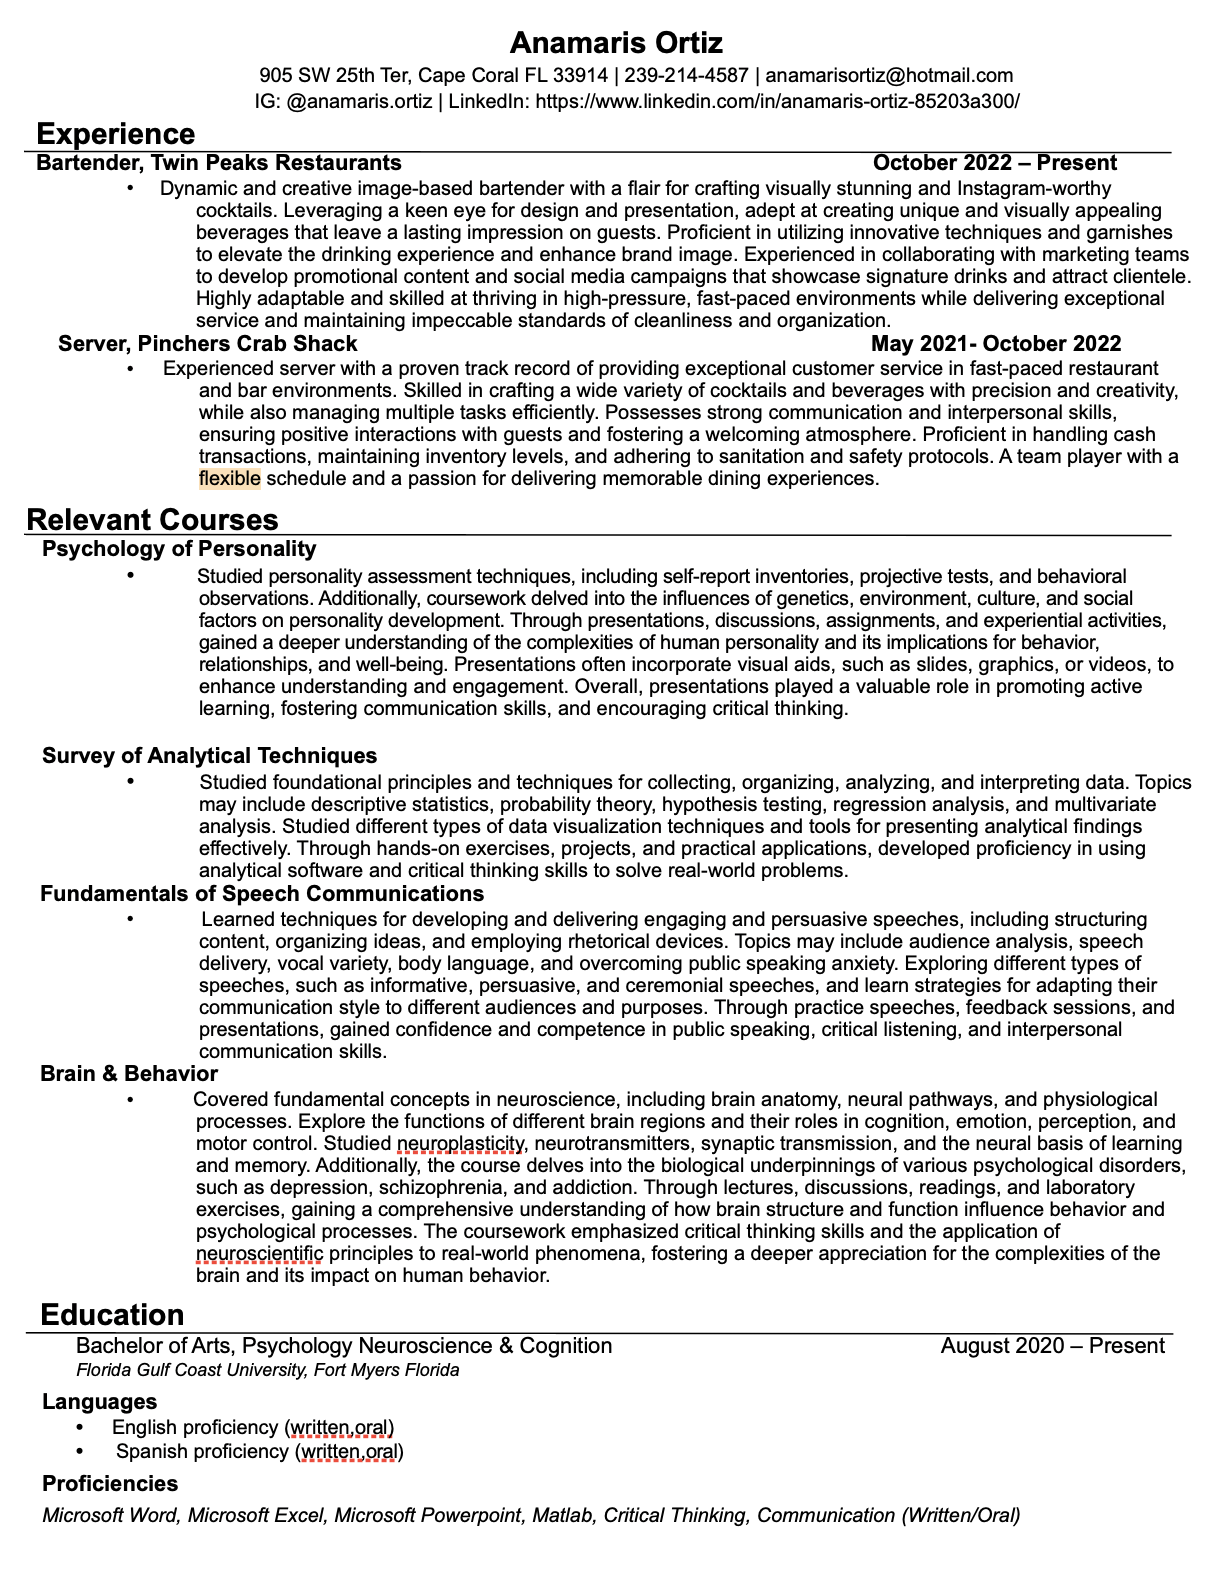 Anamaris Ortiz
905 SW 25th Ter, Cape Coral FL 33914 | 239-214-4587 | anamarisortiz@hotmail.com
IG: @anamaris.ortiz | LinkedIn: https://www.linkedin.com/in/anamaris-ortiz-85203a300/
Experience
Bartender, Twin Peaks Restaurants October 2022 – Present
• Dynamic and creative image-based bartender with a flair for crafting visually stunning and Instagram-worthy
cocktails. Leveraging a keen eye for design and presentation, adept at creating unique and visually appealing
beverages that leave a lasting impression on guests. Proficient in utilizing innovative techniques and garnishes
to elevate the drinking experience and enhance brand image. Experienced in collaborating with marketing teams
to develop promotional content and social media campaigns that showcase signature drinks and attract clientele.
Highly adaptable and skilled at thriving in high-pressure, fast-paced environments while delivering exceptional
service and maintaining impeccable standards of cleanliness and organization.
Server, Pinchers Crab Shack May 2021- October 2022
• Experienced server with a proven track record of providing exceptional customer service in fast-paced restaurant
and bar environments. Skilled in crafting a wide variety of cocktails and beverages with precision and creativity,
while also managing multiple tasks efficiently. Possesses strong communication and interpersonal skills,
ensuring positive interactions with guests and fostering a welcoming atmosphere. Proficient in handling cash
transactions, maintaining inventory levels, and adhering to sanitation and safety protocols. A team player with a
flexible schedule and a passion for delivering memorable dining experiences.
Relevant Courses
Psychology of Personality
• Studied personality assessment techniques, including self-report inventories, projective tests, and behavioral
observations. Additionally, coursework delved into the influences of genetics, environment, culture, and social
factors on personality development. Through presentations, discussions, assignments, and experiential activities,
gained a deeper understanding of the complexities of human personality and its implications for behavior,
relationships, and well-being. Presentations often incorporate visual aids, such as slides, graphics, or videos, to
enhance understanding and engagement. Overall, presentations played a valuable role in promoting active
learning, fostering communication skills, and encouraging critical thinking.
Survey of Analytical Techniques
• Studied foundational principles and techniques for collecting, organizing, analyzing, and interpreting data. Topics
may include descriptive statistics, probability theory, hypothesis testing, regression analysis, and multivariate
analysis. Studied different types of data visualization techniques and tools for presenting analytical findings
effectively. Through hands-on exercises, projects, and practical applications, developed proficiency in using
analytical software and critical thinking skills to solve real-world problems.
Fundamentals of Speech Communications
• Learned techniques for developing and delivering engaging and persuasive speeches, including structuring
content, organizing ideas, and employing rhetorical devices. Topics may include audience analysis, speech
delivery, vocal variety, body language, and overcoming public speaking anxiety. Exploring different types of
speeches, such as informative, persuasive, and ceremonial speeches, and learn strategies for adapting their
communication style to different audiences and purposes. Through practice speeches, feedback sessions, and
presentations, gained confidence and competence in public speaking, critical listening, and interpersonal
communication skills.
Brain & Behavior
• Covered fundamental concepts in neuroscience, including brain anatomy, neural pathways, and physiological
processes. Explore the functions of different brain regions and their roles in cognition, emotion, perception, and
motor control. Studied neuroplasticity, neurotransmitters, synaptic transmission, and the neural basis of learning
and memory. Additionally, the course delves into the biological underpinnings of various psychological disorders,
such as depression, schizophrenia, and addiction. Through lectures, discussions, readings, and laboratory
exercises, gaining a comprehensive understanding of how brain structure and function influence behavior and
psychological processes. The coursework emphasized critical thinking skills and the application of
neuroscientific principles to real-world phenomena, fostering a deeper appreciation for the complexities of the
brain and its impact on human behavior.
Education
Bachelor of Arts, Psychology Neuroscience & Cognition August 2020 – Present
Florida Gulf Coast University, Fort Myers Florida
Languages
• English proficiency (written,oral)
• Spanish proficiency (written,oral)
Proficiencies
Microsoft Word, Microsoft Excel, Microsoft Powerpoint, Matlab, Critical Thinking, Communication (Written/Oral)